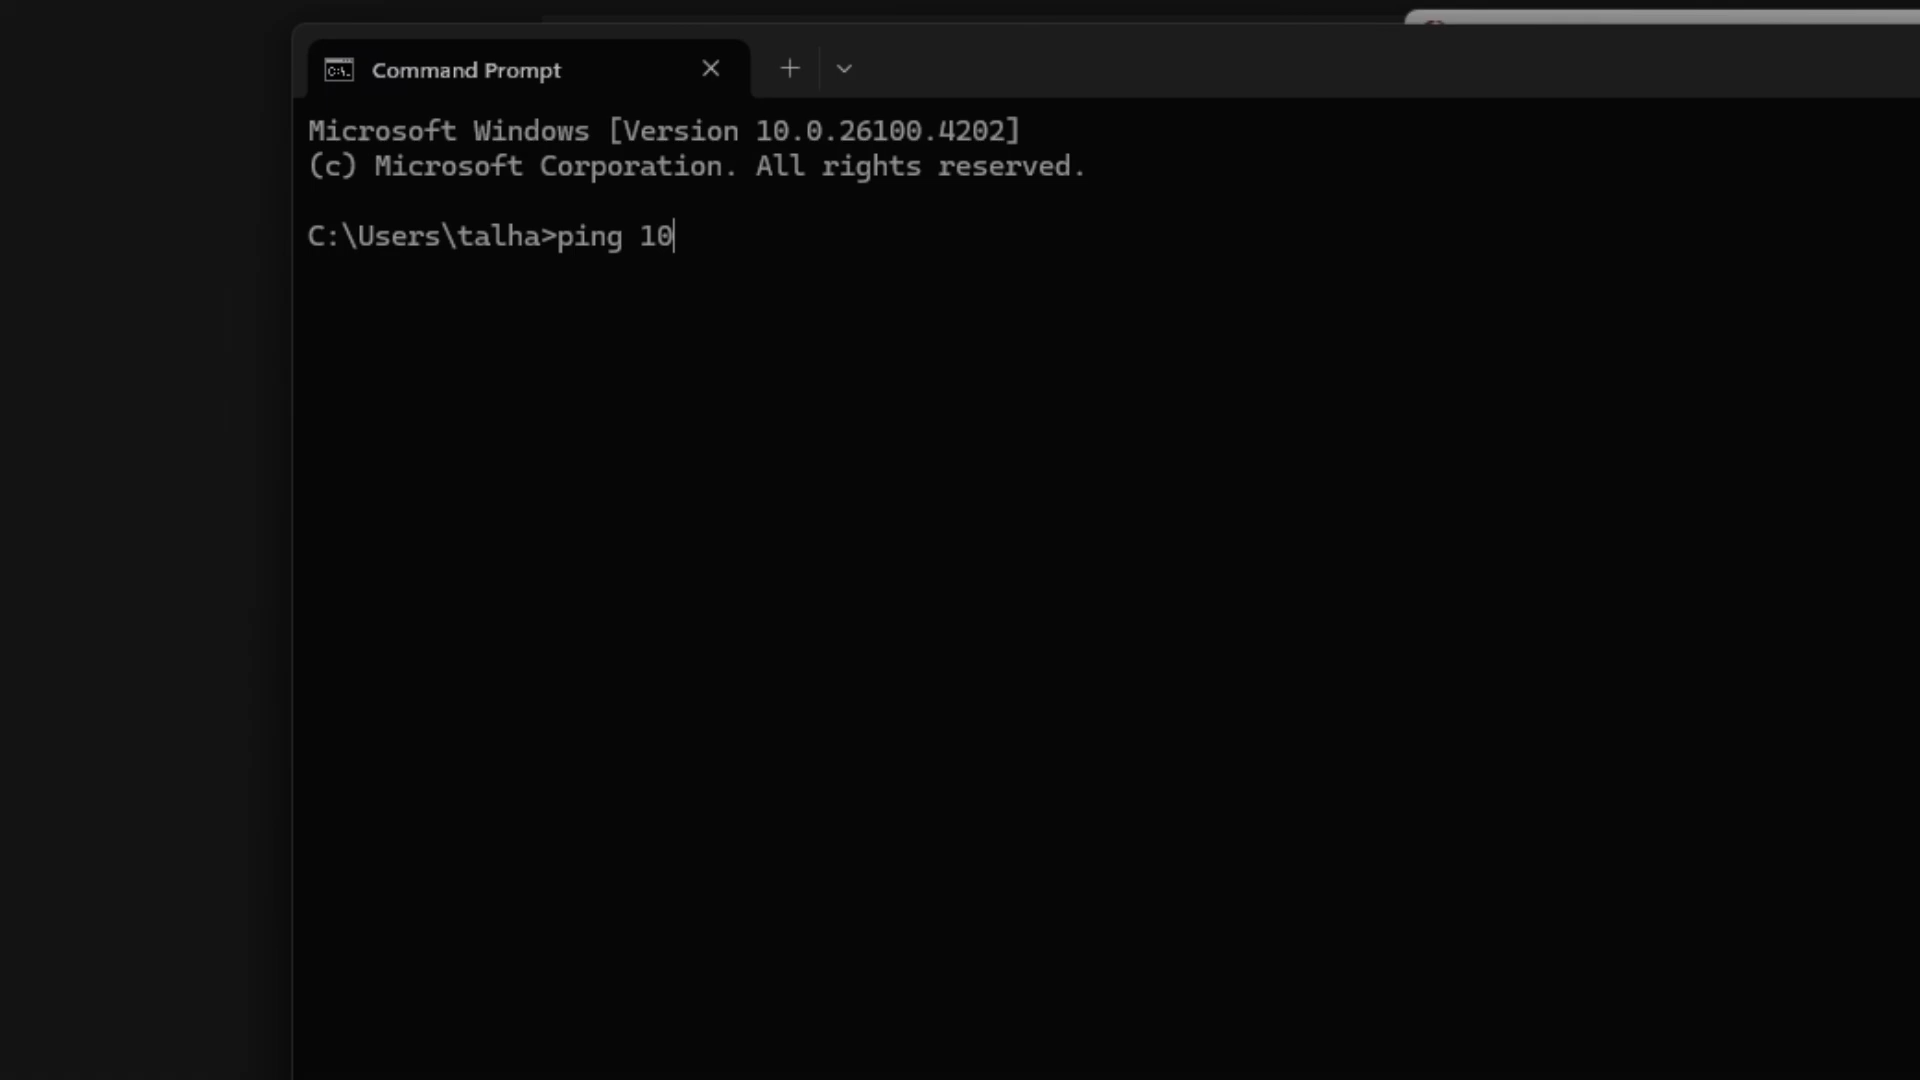 Command Prompt
Microsoft Windows [Version 10.0.26100.4202]
(c) Microsoft Corporation. All rights reserved.
C:\Users\talha>ping 10